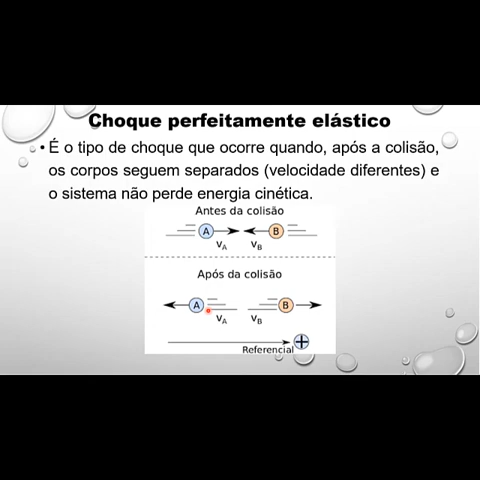 Choque perfeitamente elástico
• É o tipo de choque que ocorre quando, após a colisão,
os corpos seguem separados (velocidade diferentes) e
o sistema não perde energia cinética.
Antes da colisão
A B
VA VB
Após da colisão
A B
VA VB
Referencial +